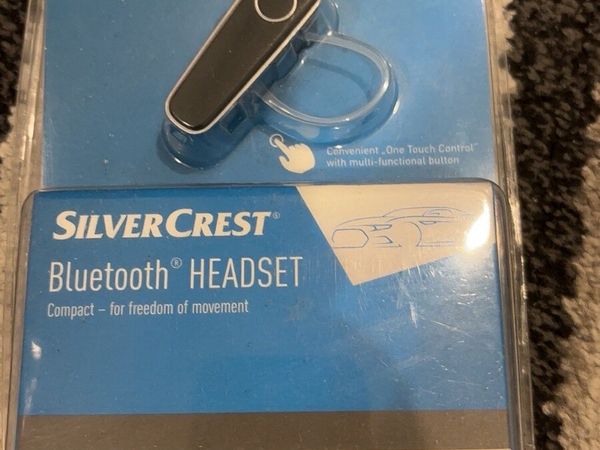 Convenient „One Touch Control"
with multi-functional button
SILVERCREST®
Bluetooth® HEADSET
Compact – for freedom of movement